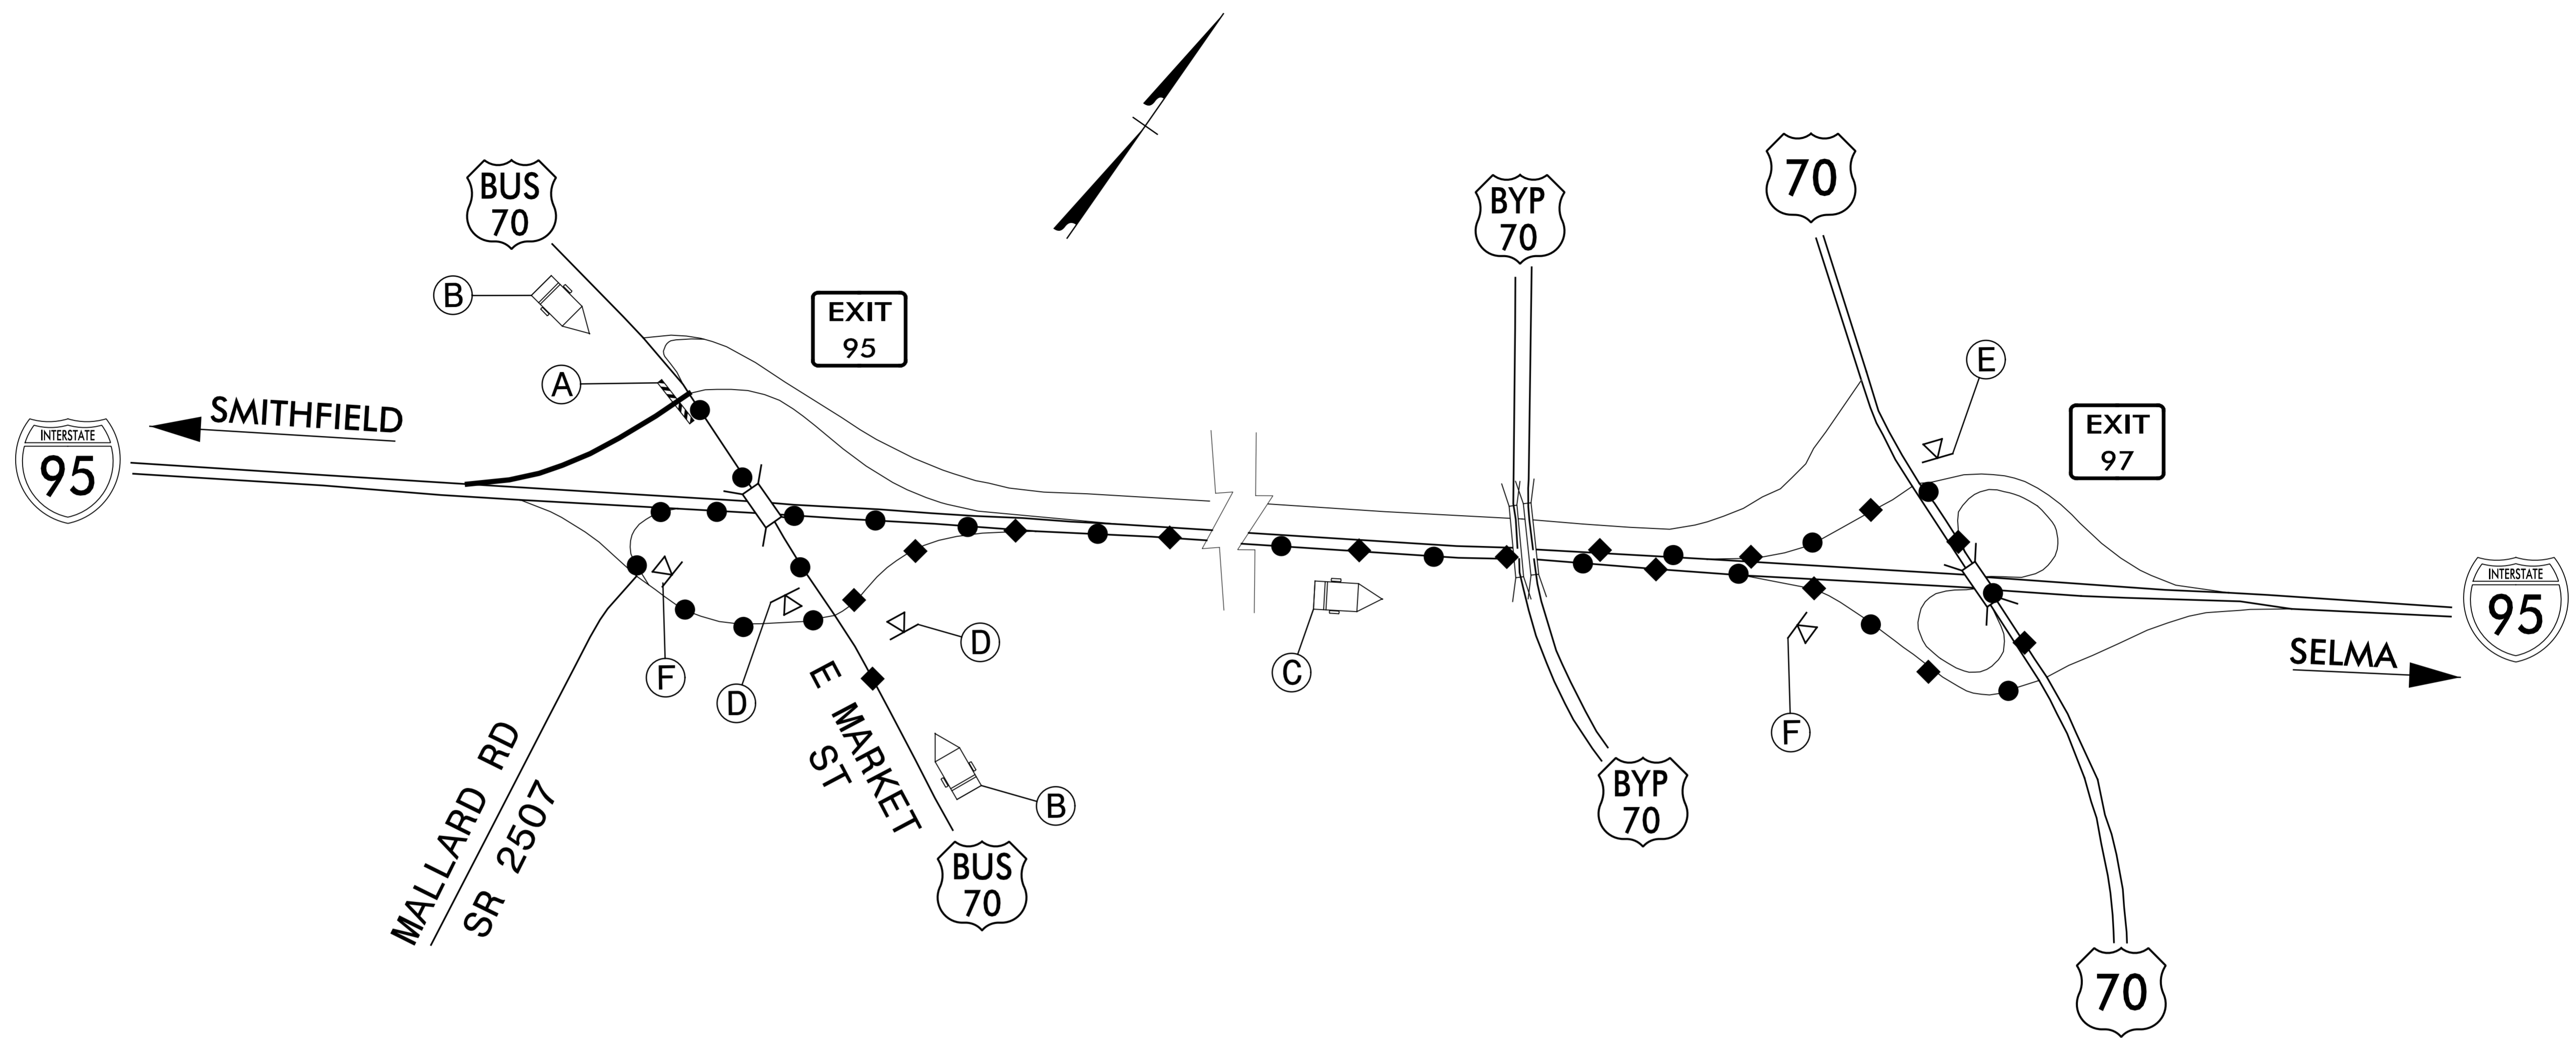 BUS
70
BYP
70
70
B
EXIT
95
E
A
EXIT
97
SMITHFIELD
INTERSTATE
95
INTERSTATE
95
SELMA
D
F
D
C
F
E MARKET
ST
B
MALLARD RD
SR 2507
BYP
70
BUS
70
70